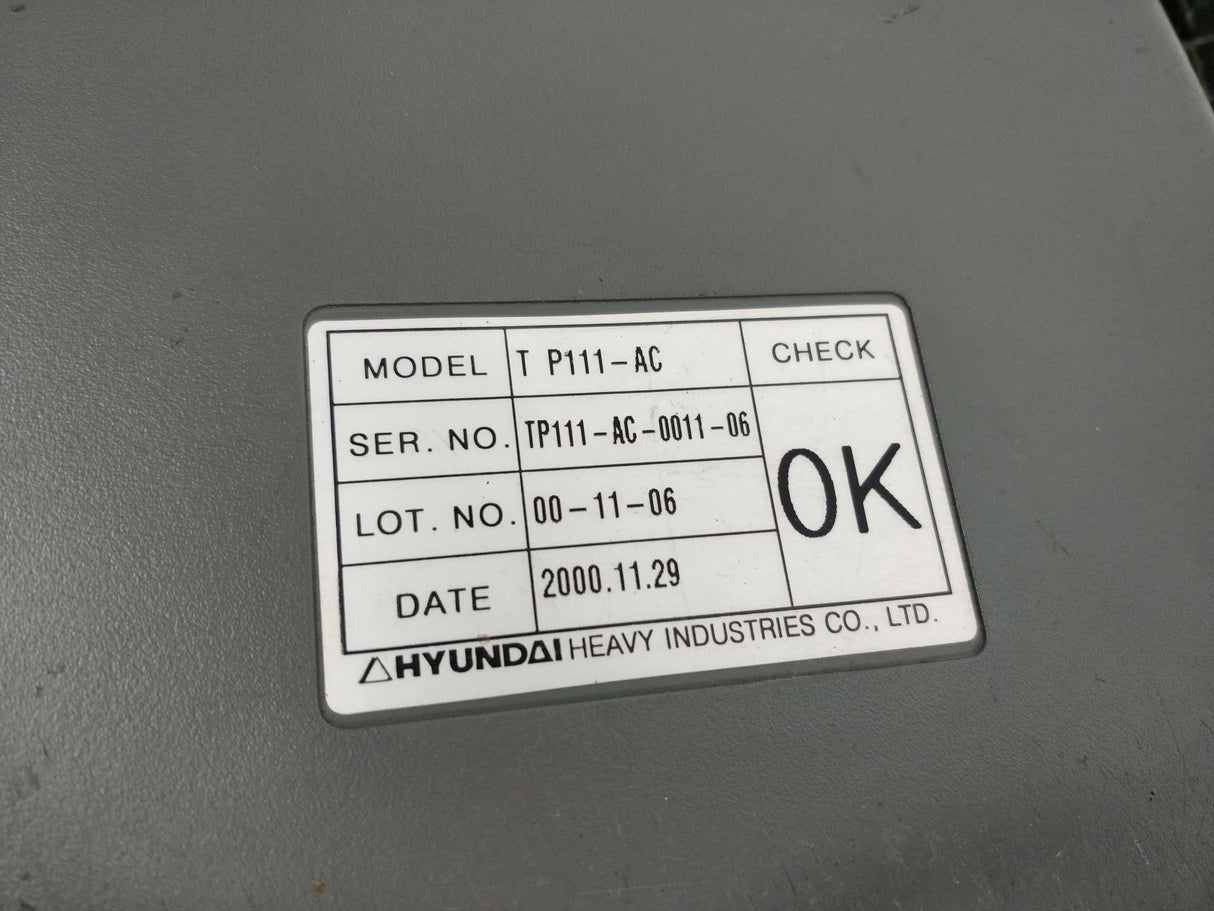 MODEL T P111-AC CHECK
SER. NO. TP111-AC-0011-06
OK
LOT. NO. 00-11-06
DATE 2000.11.29
HYUNDAI HEAVY INDUSTRIES CO., LTD.